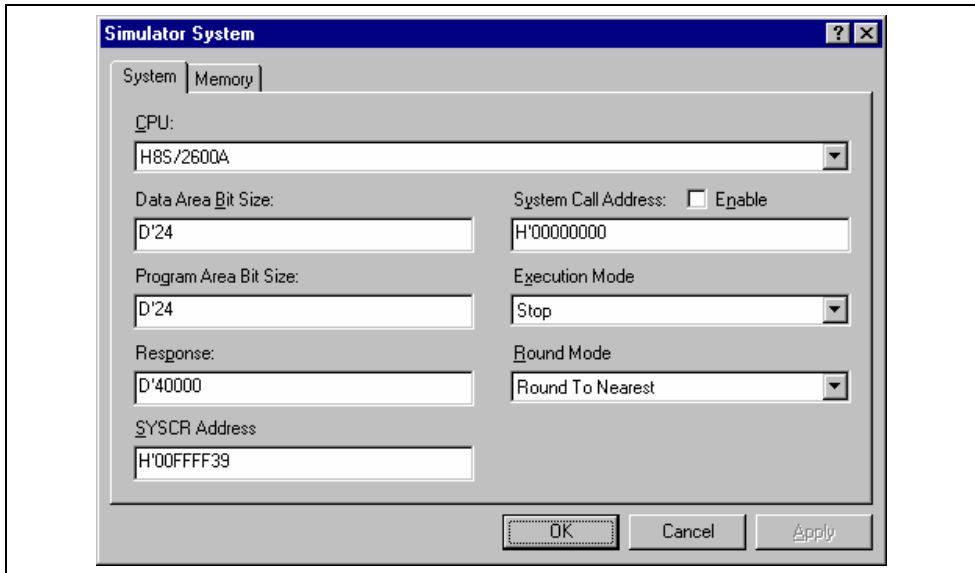 Simulator System
System Memory
CPU:
H8S/2600A
Data Area Bit Size:
D'24
System Call Address: Enable
H'00000000
Program Area Bit Size:
D'24
Execution Mode
Stop
Response:
D'40000
Round Mode
Round To Nearest
SYSCR Address
H'00FFFF39
OK Cancel Apply